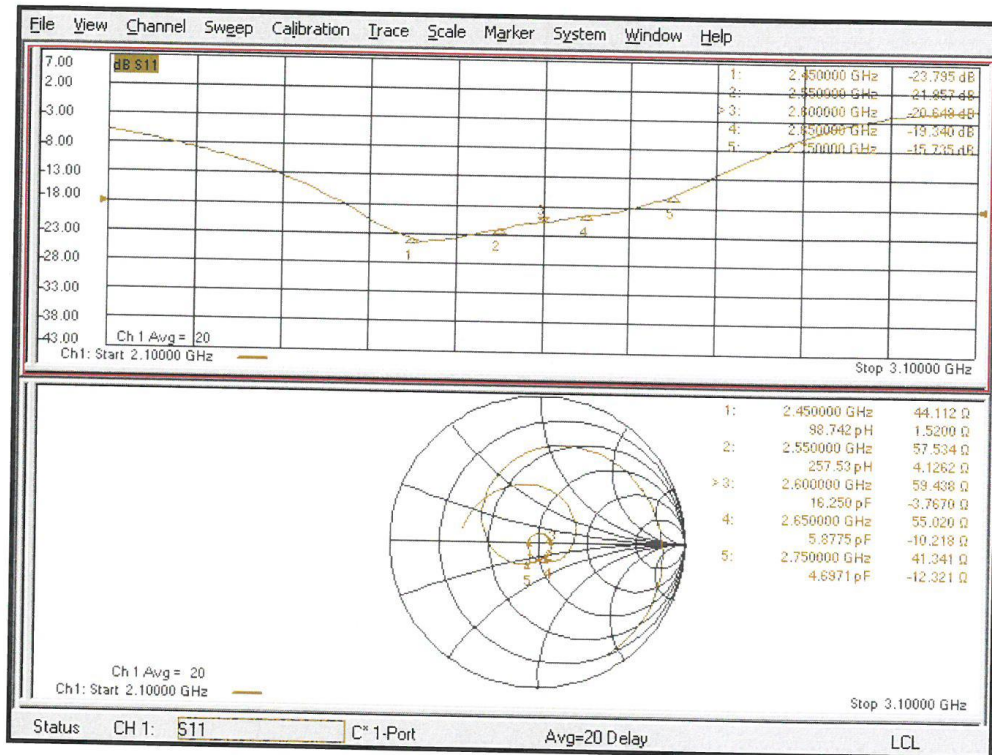 File View Channel Sweep Calibration Trace Scale Marker System Window Help
7.00
2.00
-3.00
-8.00
-13.00
-18.00
-23.00
-28.00
-33.00
-38.00
-43.00
dB S11
1: 2.450000 GHz -23.795 dB
2: 2.550000 GHz -21.857 dB
> 3: 2.600000 GHz -20.649 dB
4: 2.650000 GHz -19.340 dB
5: 2.750000 GHz -15.735 dB
1
2
3
4
5
Ch 1 Avg = 20
Ch1: Start 2.10000 GHz
Stop 3.10000 GHz
1: 2.450000 GHz 44.112 Ω
98.742 pH 1.5200 Ω
2: 2.550000 GHz 57.534 Ω
257.53 pH 4.1262 Ω
> 3: 2.600000 GHz 59.438 Ω
16.250 pF -3.7670 Ω
4: 2.650000 GHz 55.020 Ω
5.8775 pF -10.218 Ω
5: 2.750000 GHz 41.341 Ω
4.6971 pF -12.321 Ω
4
5
Ch 1 Avg = 20
Ch1: Start 2.10000 GHz
Stop 3.10000 GHz
Status CH 1: S11 C* 1-Port Avg=20 Delay LCL